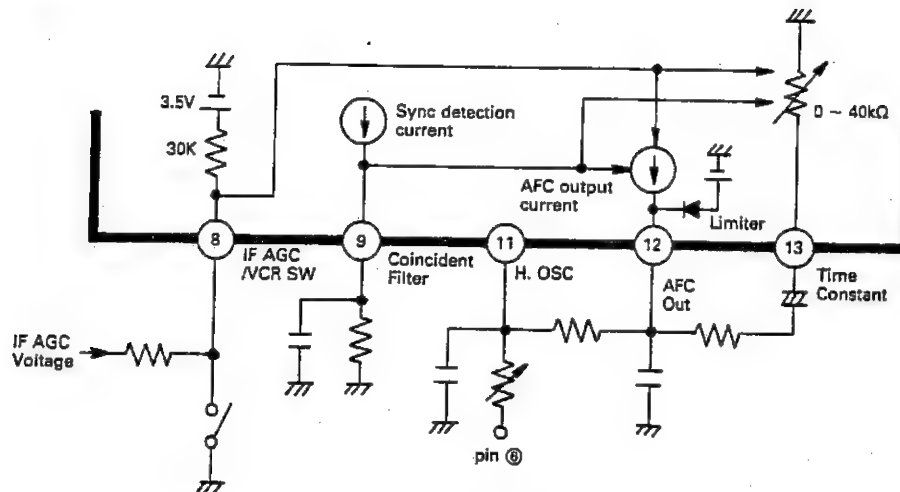 3.5V
30K
Sync detection
current
0 ~ 40kΩ
AFC output
current
Limiter
8
9
11
12
13
IF AGC
/VCR SW
Coincident
Filter
H. OSC
AFC
Out
Time
Constant
IF AGC
Voltage
pin ⑥